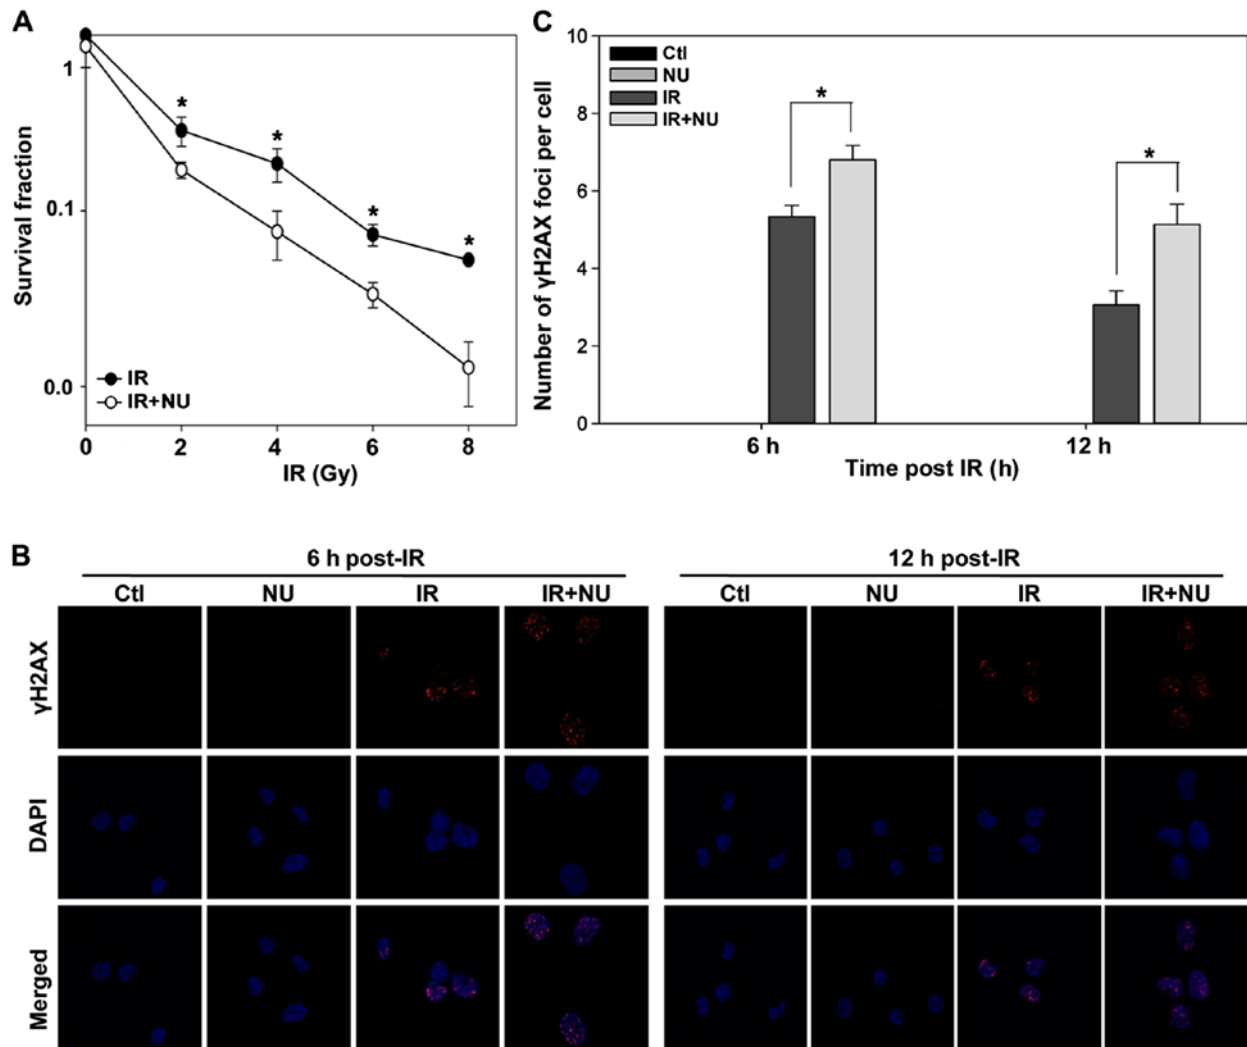 A
Survival fraction
1
0.1
0.0
*
*
*
*
IR
IR+NU
0 2 4 6 8
IR (Gy)
C
Number of γH2AX foci per cell
10
8
6
4
2
0
Ctl
NU
IR
IR+NU
*
*
6 h 12 h
Time post IR (h)
B
6 h post-IR 12 h post-IR
Ctl NU IR IR+NU Ctl NU IR IR+NU
γH2AX
DAPI
Merged